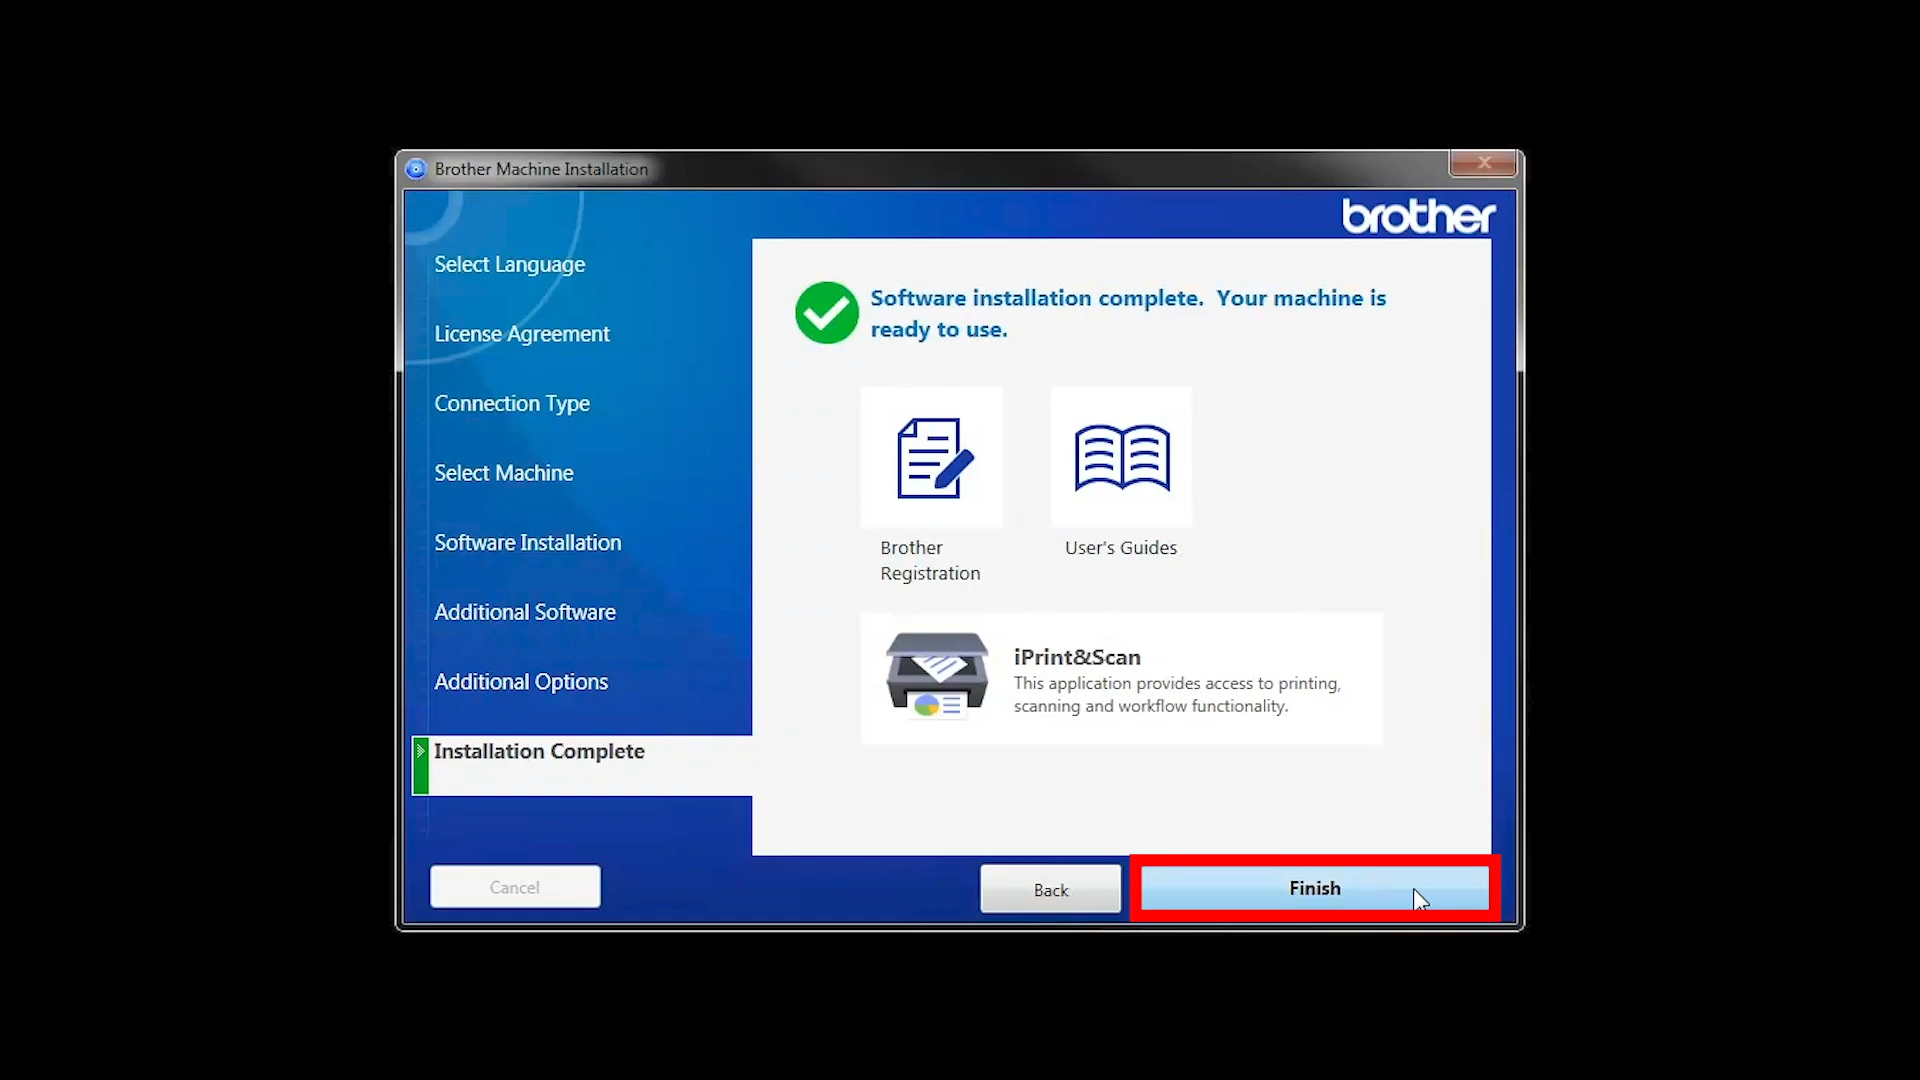 Brother Machine Installation
X
brother
Select Language
License Agreement
Connection Type
Select Machine
Software Installation
Additional Software
Additional Options
Installation Complete
Software installation complete. Your machine is
ready to use.
Brother
Registration
User's Guides
iPrint&Scan
This application provides access to printing,
scanning and workflow functionality.
Cancel
Back
Finish